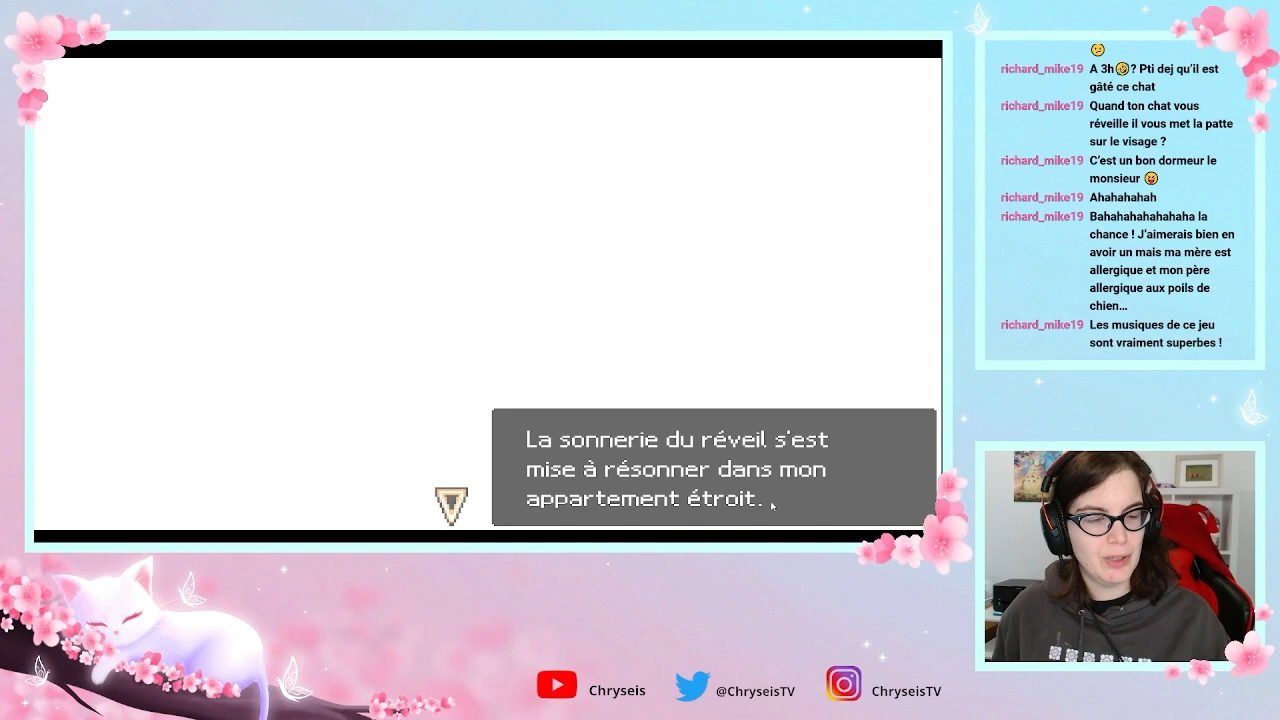 richard_mike19 A 3h🤣? Pti dej qu'il est
gâté ce chat
richard_mike19 Quand ton chat vous
réveille il vous met la patte
sur le visage ?
richard_mike19 C'est un bon dormeur le
monsieur 😝
richard_mike19 Ahahahahah
richard_mike19 Bahahahahahahaha la
chance ! J'aimerais bien en
avoir un mais ma mère est
allergique et mon père
allergique aux poils de
chien…
richard_mike19 Les musiques de ce jeu
sont vraiment superbes !
La sonnerie du réveil s'est
mise à résonner dans mon
appartement étroit.
Chryseis
@ChryseisTV
ChryseisTV